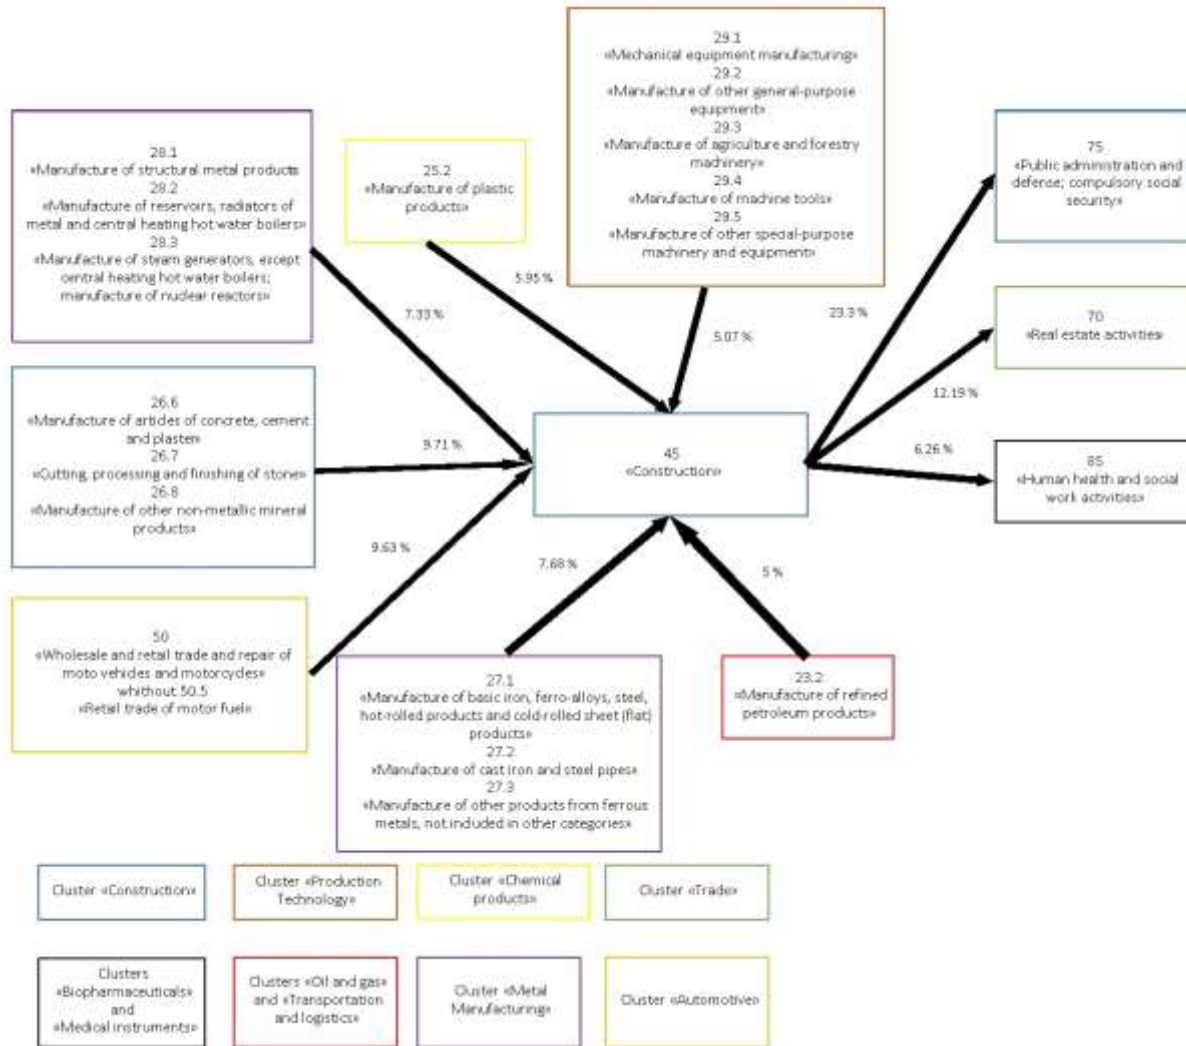 29.1
«Mechanical equipment manufacturing»
29.2
«Manufacture of other general-purpose
equipment»
29.3
«Manufacture of agriculture and forestry
machinery»
29.4
«Manufacture of machine tools»
29.5
«Manufacture of other special-purpose
machinery and equipment»
28.1
«Manufacture of structural metal products
28.2
«Manufacture of reservoirs, radiators of
metal and central heating hot water boilers»
28.3
«Manufacture of steam generators, except
central heating hot water boilers;
manufacture of nuclear reactors»
25.2
«Manufacture of plastic
products»
75
«Public administration and
defense; compulsory social
security»
7.33 %
5.95 %
5.07 %
23.3 %
70
«Real estate activities»
12.19 %
26.6
«Manufacture of articles of concrete, cement
and plaster»
26.7
«Cutting, processing and finishing of stone»
26.8
«Manufacture of other non-metallic mineral
products»
9.71 %
45
«Construction»
6.26 %
85
«Human health and social
work activities»
9.63 %
7.68 %
5 %
50
«Wholesale and retail trade and repair of
moto vehicles and motorcycles»
whithout 50.5
«Retail trade of motor fuel»
27.1
«Manufacture of basic iron, ferro-alloys, steel,
hot-rolled products and cold-rolled sheet (flat)
products»
27.2
«Manufacture of cast iron and steel pipes»
27.3
«Manufacture of other products from ferrous
metals, not included in other categories»
23.2
«Manufacture of refined
petroleum products»
Cluster «Construction»
Cluster «Production
Technology»
Cluster «Chemical
products»
Cluster «Trade»
Clusters
«Biopharmaceuticals»
and
«Medical instruments»
Clusters «Oil and gas»
and «Transportation
and logistics»
Cluster «Metal
Manufacturing»
Cluster «Automotive»